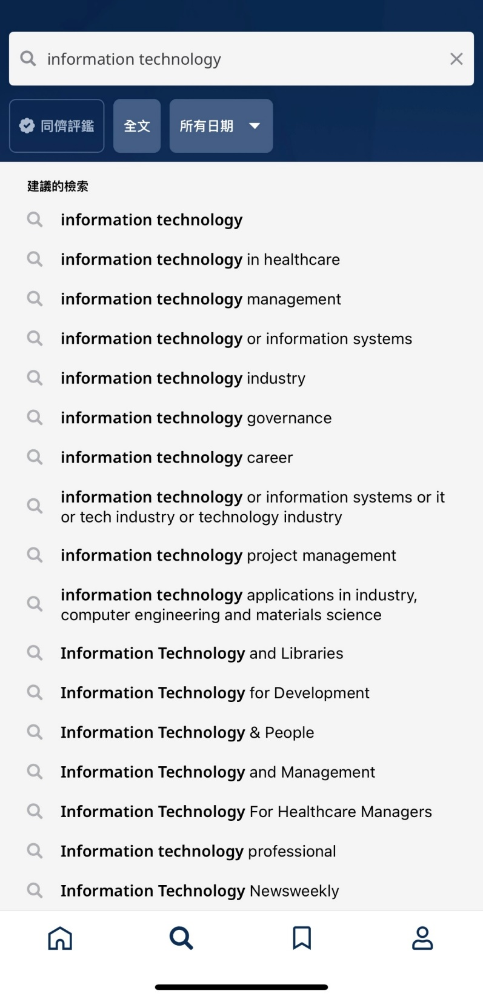 information technology
同儕評鑑
全文
所有日期
建議的檢索
information technology
information technology in healthcare
information technology management
information technology or information systems
information technology industry
information technology governance
information technology career
information technology or information systems or it
or tech industry or technology industry
information technology project management
information technology applications in industry,
computer engineering and materials science
Information Technology and Libraries
Information Technology for Development
Information Technology & People
Information Technology and Management
Information Technology For Healthcare Managers
Information technology professional
Information Technology Newsweekly